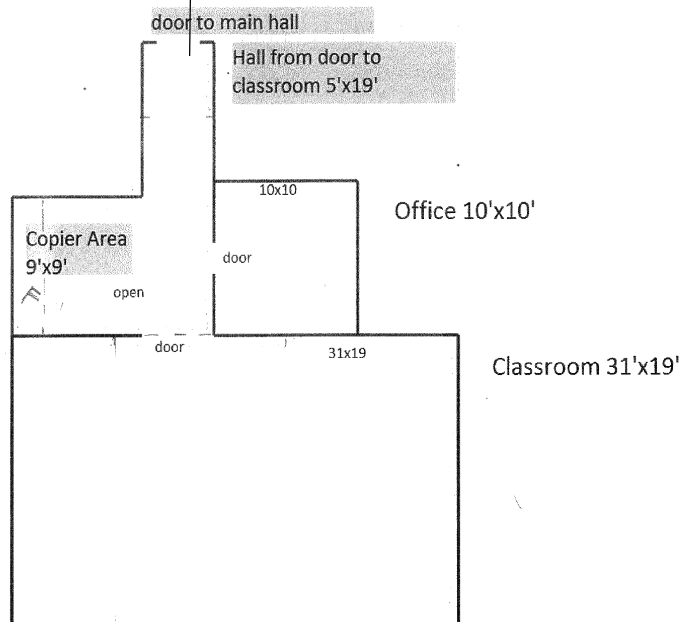 door to main hall
Hall from door to
classroom 5'x19'
10x10
Office 10'x10'
Copier Area
9'x9'
door
open
door
31x19
Classroom 31'x19'